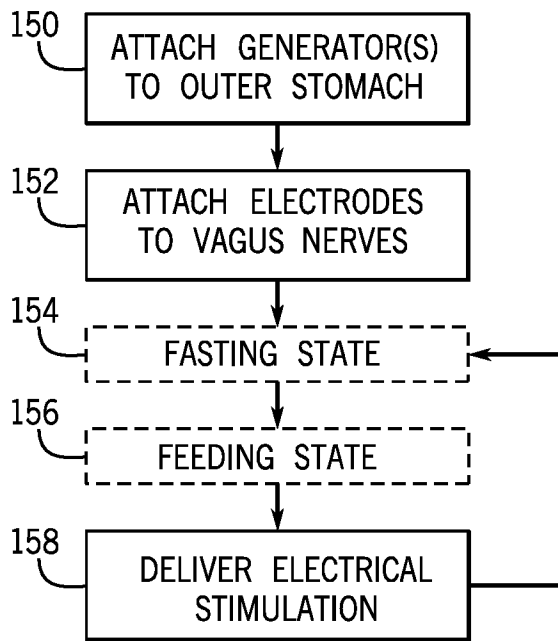 150
ATTACH GENERATOR(S)
TO OUTER STOMACH
152
ATTACH ELECTRODES
TO VAGUS NERVES
154
FASTING STATE
156
FEEDING STATE
158
DELIVER ELECTRICAL
STIMULATION